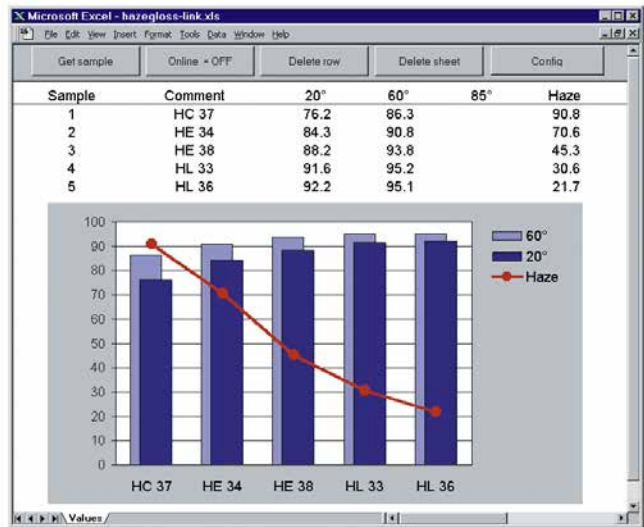 Microsoft Excel - hazegloss-link.xls
File Edit View Insert Format Tools Data Window Help
Get sample Online = OFF Delete row Delete sheet Config
Sample Comment 20° 60° 85° Haze
1 HC 37 76.2 86.3 90.8
2 HE 34 84.3 90.8 70.6
3 HE 38 88.2 93.8 45.3
4 HL 33 91.6 95.2 30.6
5 HL 36 92.2 95.1 21.7
100
90
80
70
60
50
40
30
20
10
0
60°
20°
Haze
HC 37 HE 34 HE 38 HL 33 HL 36
Values